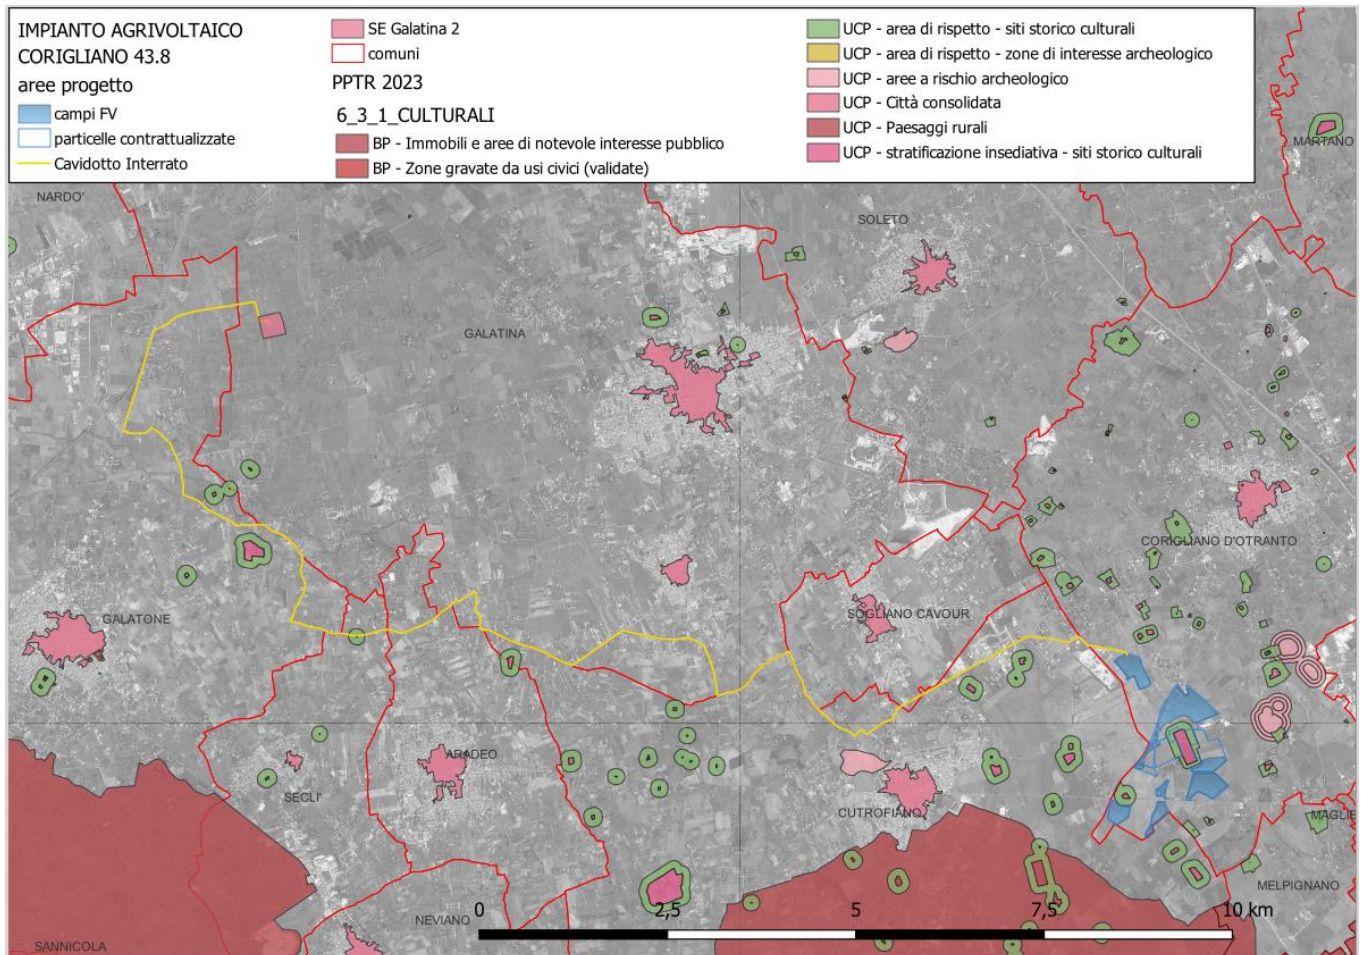 IMPIANTO AGRIVOLTAICO
CORIGLIANO 43.8
aree progetto
campi FV
particelle contrattualizzate
Cavidotto Interrato
SE Galatina 2
comuni
PPTR 2023
6_3_1_CULTURALI
BP - Immobili e aree di notevole interesse pubblico
BP - Zone gravate da usi civici (validate)
UCP - area di rispetto - siti storico culturali
UCP - area di rispetto - zone di interesse archeologico
UCP - aree a rischio archeologico
UCP - Città consolidata
UCP - Paesaggi rurali
UCP - stratificazione insediativa - siti storico culturali
MARTANO
NARDO'
SOLETO
GALATINA
CORIGLIANO D'OTRANTO
GALATONE
SOGLIANO CAVOUR
ARADEO
SECLI'
CUTROFIANO
MAGLIE
MELPIGNANO
NEVIANO
SANNICOLA
0 2,5 5 7,5 10 km